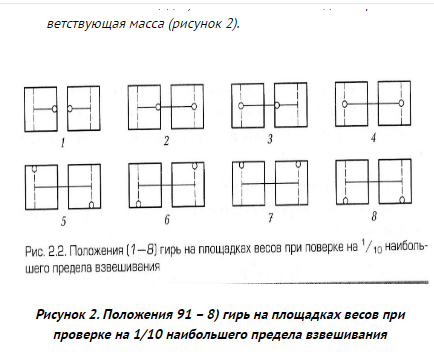 ветствующая масса (рисунок 2).
1 2 3 4
5 6 7 8
Рис. 2.2. Положения (1–8) гирь на площадках весов при поверке на 1/10 наиболь-
шего предела взвешивания
Рисунок 2. Положения 91 – 8) гирь на площадках весов при
проверке на 1/10 наибольшего предела взвешивания